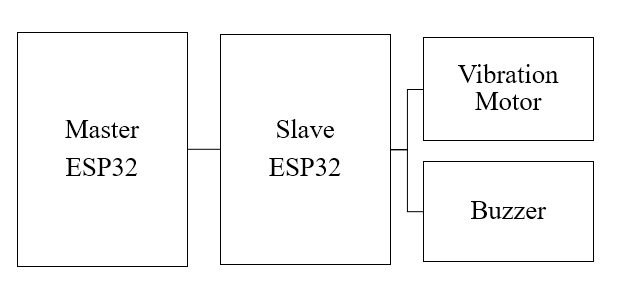 Master
ESP32
Slave
ESP32
Vibration
Motor
Buzzer